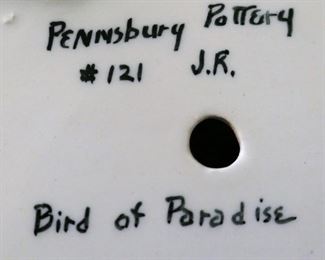 Pennsbury Pottery
#121 J.R.
Bird of Paradise